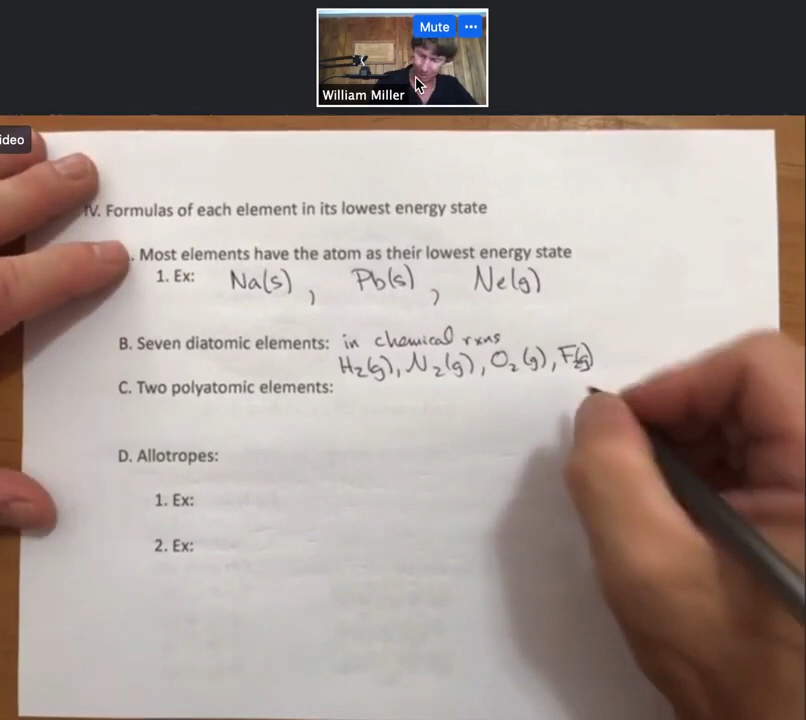 Mute ...
William Miller
ideo
IV. Formulas of each element in its lowest energy state
. Most elements have the atom as their lowest energy state
1. Ex: Na(s) , Pb(s) , Ne(g)
B. Seven diatomic elements: in chemical rxns
H₂(g), N₂(g), O₂(g), F₂(g)
C. Two polyatomic elements:
D. Allotropes:
1. Ex:
2. Ex: